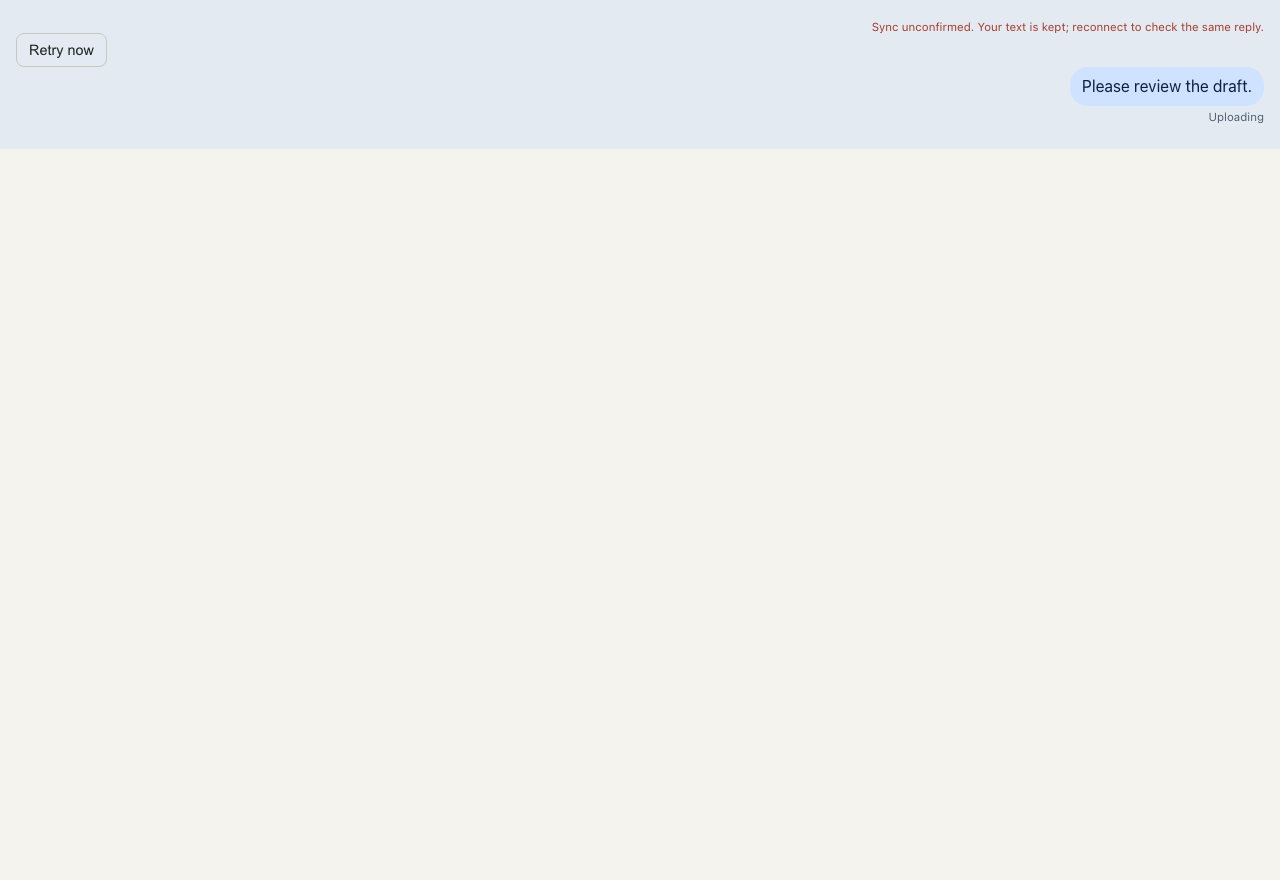 Sync unconfirmed. Your text is kept; reconnect to check the same reply.
Retry now
Please review the draft.
Uploading